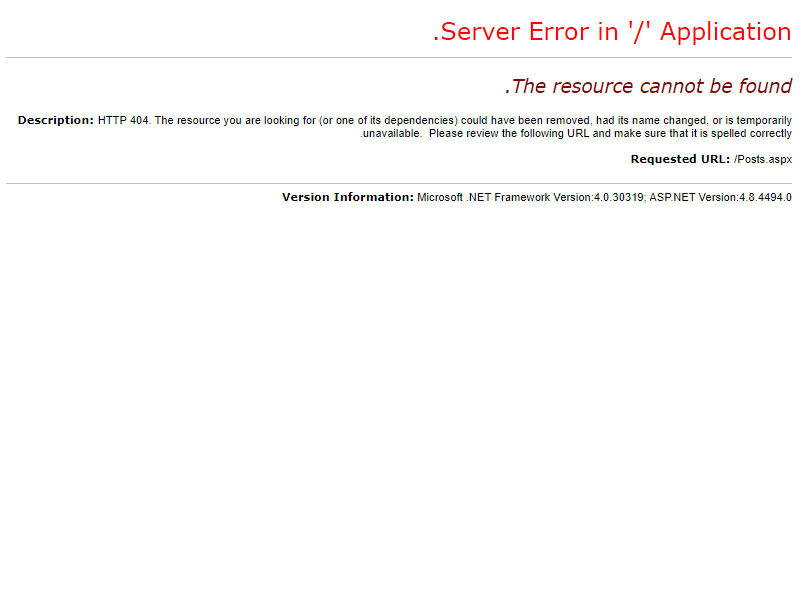 .Server Error in '/' Application
.The resource cannot be found
Description: HTTP 404. The resource you are looking for (or one of its dependencies) could have been removed, had its name changed, or is temporarily
.unavailable.  Please review the following URL and make sure that it is spelled correctly
Requested URL: /Posts.aspx
Version Information: Microsoft .NET Framework Version:4.0.30319; ASP.NET Version:4.8.4494.0